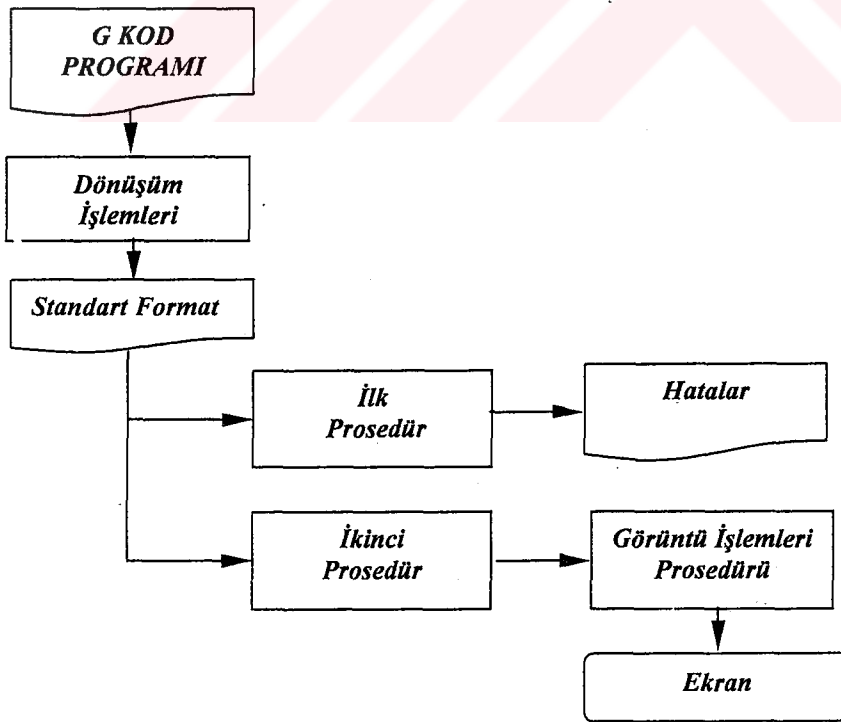 G KOD
PROGRAMI
Dönüşüm
İşlemleri
Standart Format
İlk
Prosedür
Hatalar
İkinci
Prosedür
Görüntü İşlemleri
Prosedürü
Ekran